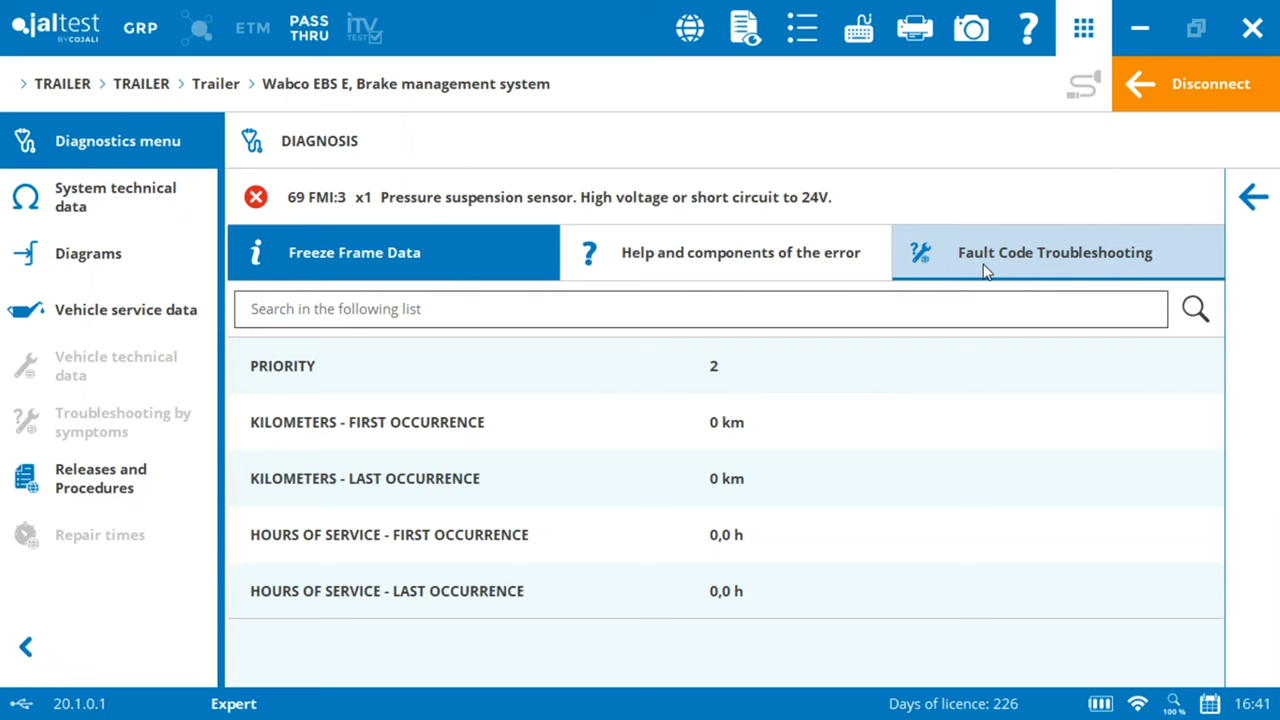 jaltest
BY COJALI
GRP
ETM
PASS
THRU
itv
TEST
TRAILER
TRAILER
Trailer
Wabco EBS E, Brake management system
Disconnect
Diagnostics menu
DIAGNOSIS
System technical
data
69 FMI:3 x1 Pressure suspension sensor. High voltage or short circuit to 24V.
Diagrams
Freeze Frame Data
Help and components of the error
Fault Code Troubleshooting
Vehicle service data
Search in the following list
Vehicle technical
data
PRIORITY 2
Troubleshooting by
symptoms
KILOMETERS - FIRST OCCURRENCE 0 km
Releases and
Procedures
KILOMETERS - LAST OCCURRENCE 0 km
Repair times
HOURS OF SERVICE - FIRST OCCURRENCE 0,0 h
HOURS OF SERVICE - LAST OCCURRENCE 0,0 h
20.1.0.1
Expert
Days of licence: 226
100 %
16:41